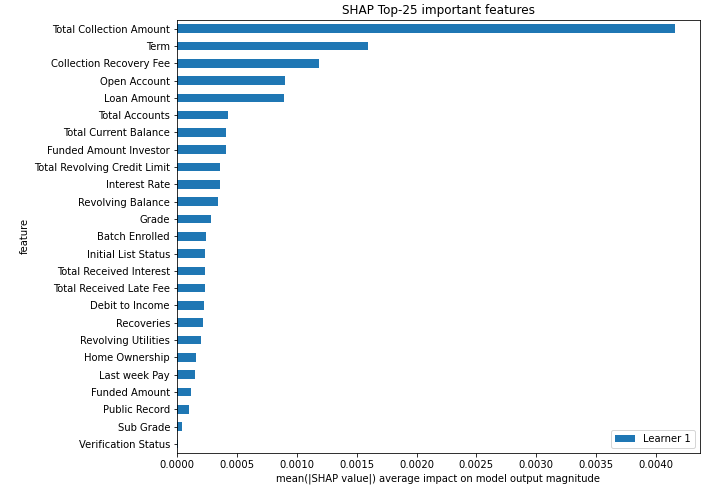 SHAP Top-25 important features
Total Collection Amount
Term
Collection Recovery Fee
Open Account
Loan Amount
Total Accounts
Total Current Balance
Funded Amount Investor
Total Revolving Credit Limit
Interest Rate
Revolving Balance
Grade
Batch Enrolled
Initial List Status
Total Received Interest
Total Received Late Fee
Debit to Income
Recoveries
Revolving Utilities
Home Ownership
Last week Pay
Funded Amount
Public Record
Sub Grade
Verification Status
feature
Learner 1
0.0000 0.0005 0.0010 0.0015 0.0020 0.0025 0.0030 0.0035 0.0040
mean(|SHAP value|) average impact on model output magnitude